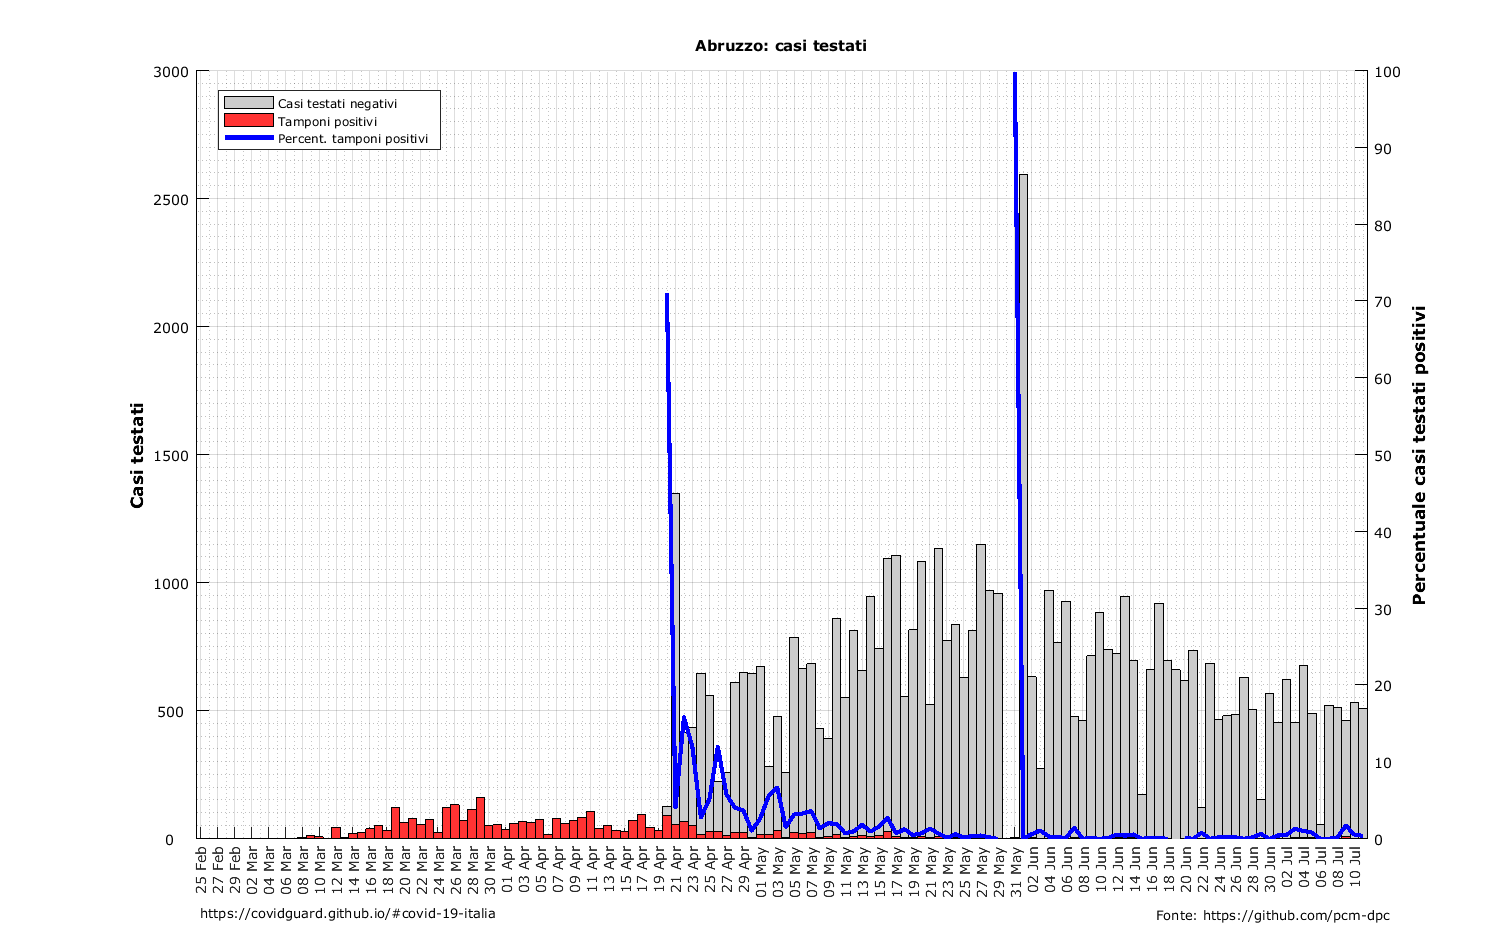 Abruzzo: casi testati
Casi testati negativi
Tamponi positivi
Percent. tamponi positivi
3000
2500
2000
1500
1000
500
0
Casi testati
100
90
80
70
60
50
40
30
20
10
0
Percentuale casi testati positivi
25 Feb
27 Feb
29 Feb
02 Mar
04 Mar
06 Mar
08 Mar
10 Mar
12 Mar
14 Mar
16 Mar
18 Mar
20 Mar
22 Mar
24 Mar
26 Mar
28 Mar
30 Mar
01 Apr
03 Apr
05 Apr
07 Apr
09 Apr
11 Apr
13 Apr
15 Apr
17 Apr
19 Apr
21 Apr
23 Apr
25 Apr
27 Apr
29 Apr
01 May
03 May
05 May
07 May
09 May
11 May
13 May
15 May
17 May
19 May
21 May
23 May
25 May
27 May
29 May
31 May
02 Jun
04 Jun
06 Jun
08 Jun
10 Jun
12 Jun
14 Jun
16 Jun
18 Jun
20 Jun
22 Jun
24 Jun
26 Jun
28 Jun
30 Jun
02 Jul
04 Jul
06 Jul
08 Jul
10 Jul
https://covidguard.github.io/#covid-19-italia
Fonte: https://github.com/pcm-dpc